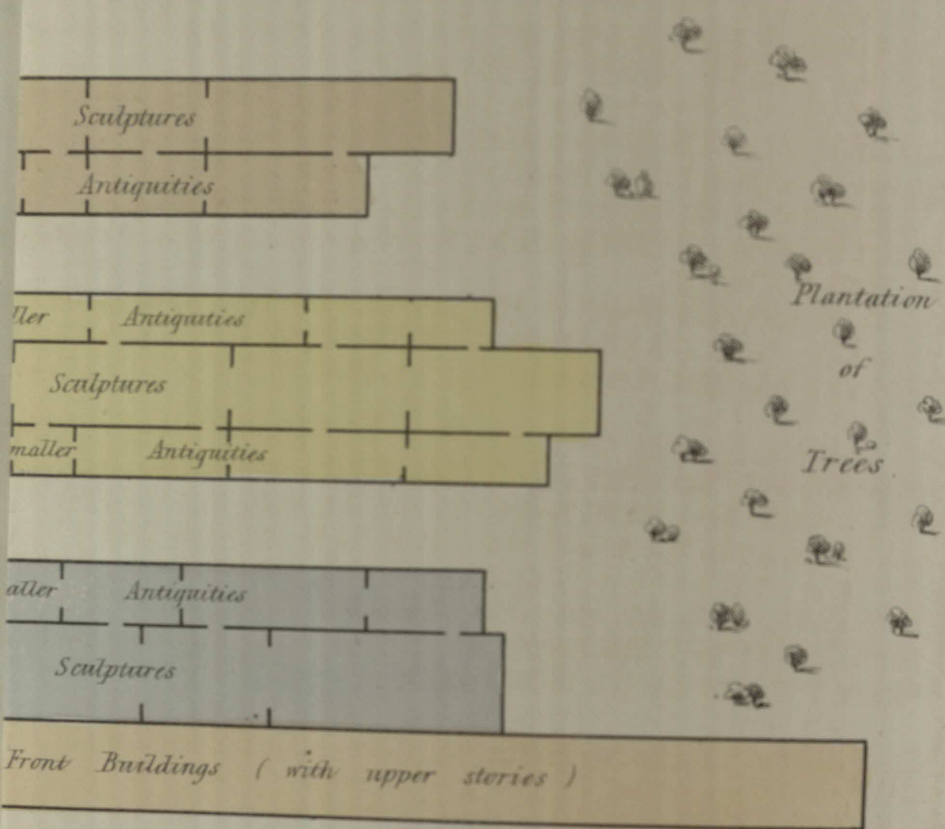 Sculptures
Antiquities
ller Antiquities
Sculptures
maller Antiquities
aller Antiquities
Sculptures
Front Buildings ( with upper stories )
Plantation
of
Trees